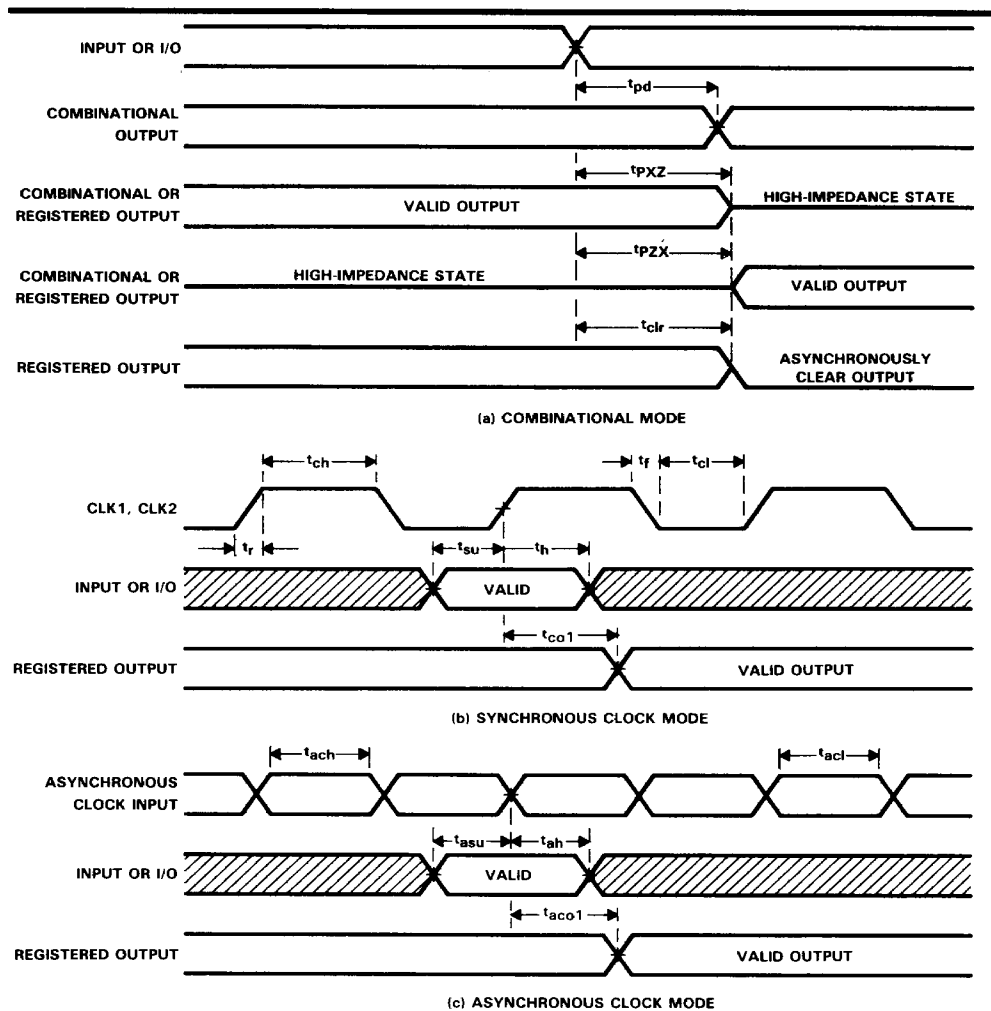 INPUT OR I/O
tpd
COMBINATIONAL
OUTPUT
tPXZ
COMBINATIONAL OR
REGISTERED OUTPUT
VALID OUTPUT
HIGH-IMPEDANCE STATE
tPZX
COMBINATIONAL OR
REGISTERED OUTPUT
HIGH-IMPEDANCE STATE
VALID OUTPUT
tclr
REGISTERED OUTPUT
ASYNCHRONOUSLY
CLEAR OUTPUT
(a) COMBINATIONAL MODE
tch
tf
tcl
CLK1, CLK2
tr
tsu
th
INPUT OR I/O
VALID
tco1
REGISTERED OUTPUT
VALID OUTPUT
(b) SYNCHRONOUS CLOCK MODE
tach
tacl
ASYNCHRONOUS
CLOCK INPUT
tasu
tah
INPUT OR I/O
VALID
taco1
REGISTERED OUTPUT
VALID OUTPUT
(c) ASYNCHRONOUS CLOCK MODE